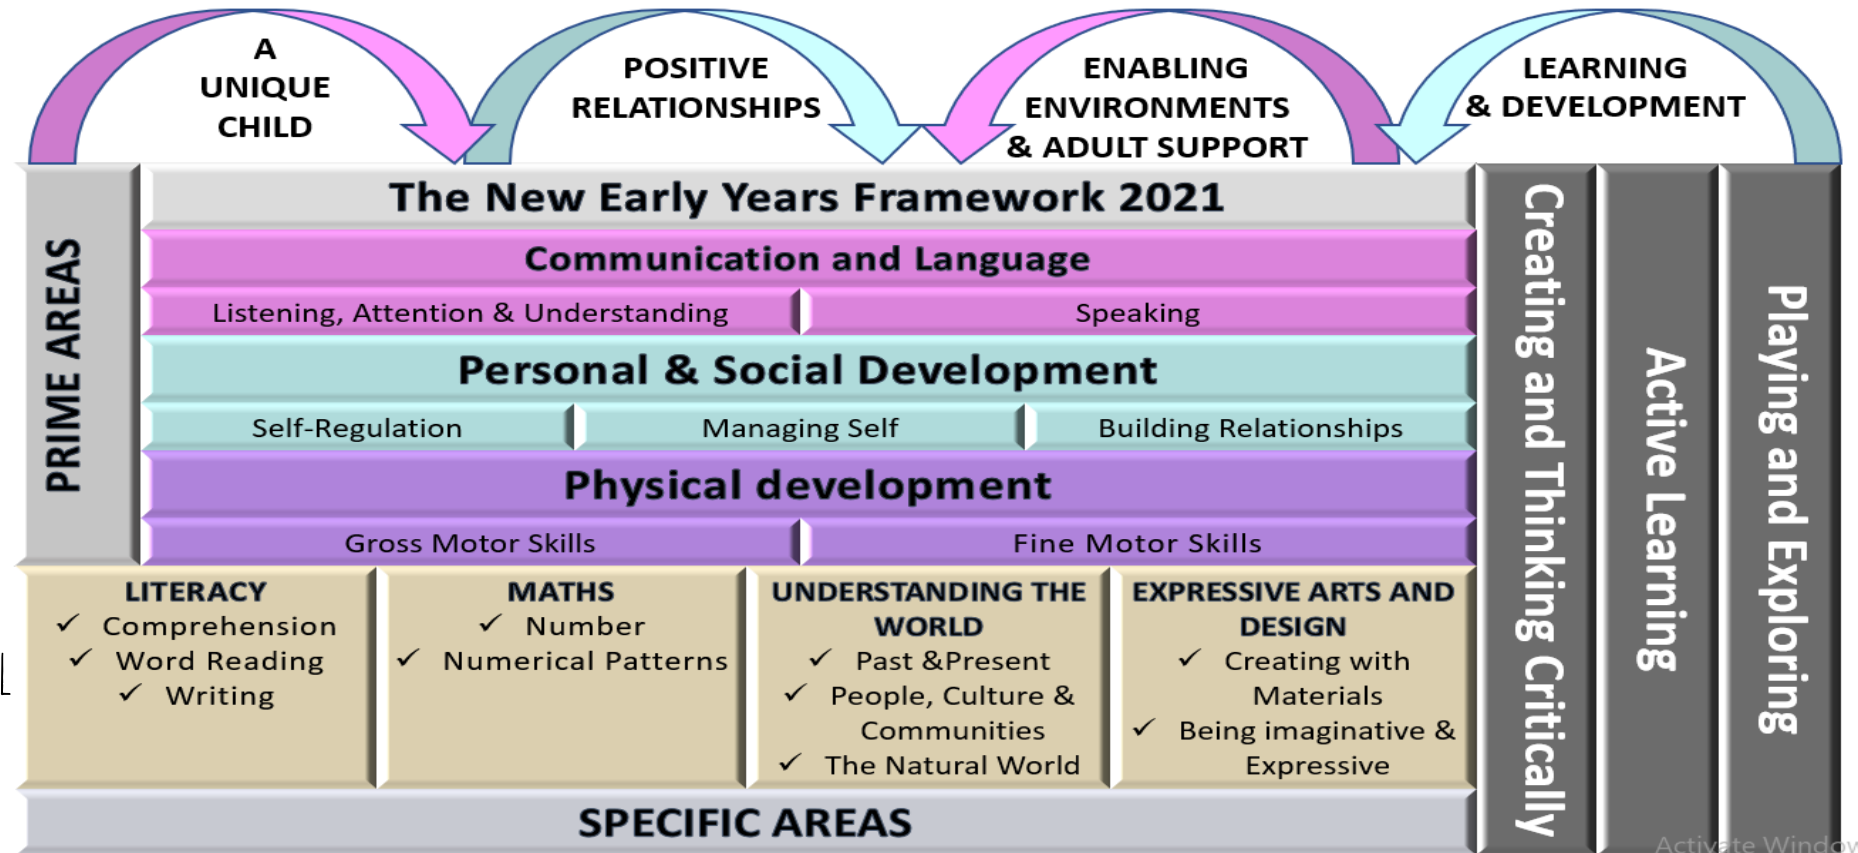 A
UNIQUE
CHILD
POSITIVE
RELATIONSHIPS
ENABLING
ENVIRONMENTS
& ADULT SUPPORT
LEARNING
& DEVELOPMENT
PRIME AREAS
The New Early Years Framework 2021
Communication and Language
Listening, Attention & Understanding
Speaking
Personal & Social Development
Self-Regulation
Managing Self
Building Relationships
Physical development
Gross Motor Skills
Fine Motor Skills
LITERACY
✓ Comprehension
✓ Word Reading
✓ Writing
MATHS
✓ Number
✓ Numerical Patterns
UNDERSTANDING THE
WORLD
✓ Past &Present
✓ People, Culture &
Communities
✓ The Natural World
EXPRESSIVE ARTS AND
DESIGN
✓ Creating with
Materials
✓ Being imaginative &
Expressive
SPECIFIC AREAS
Creating and Thinking Critically
Active Learning
Playing and Exploring
Activate Window